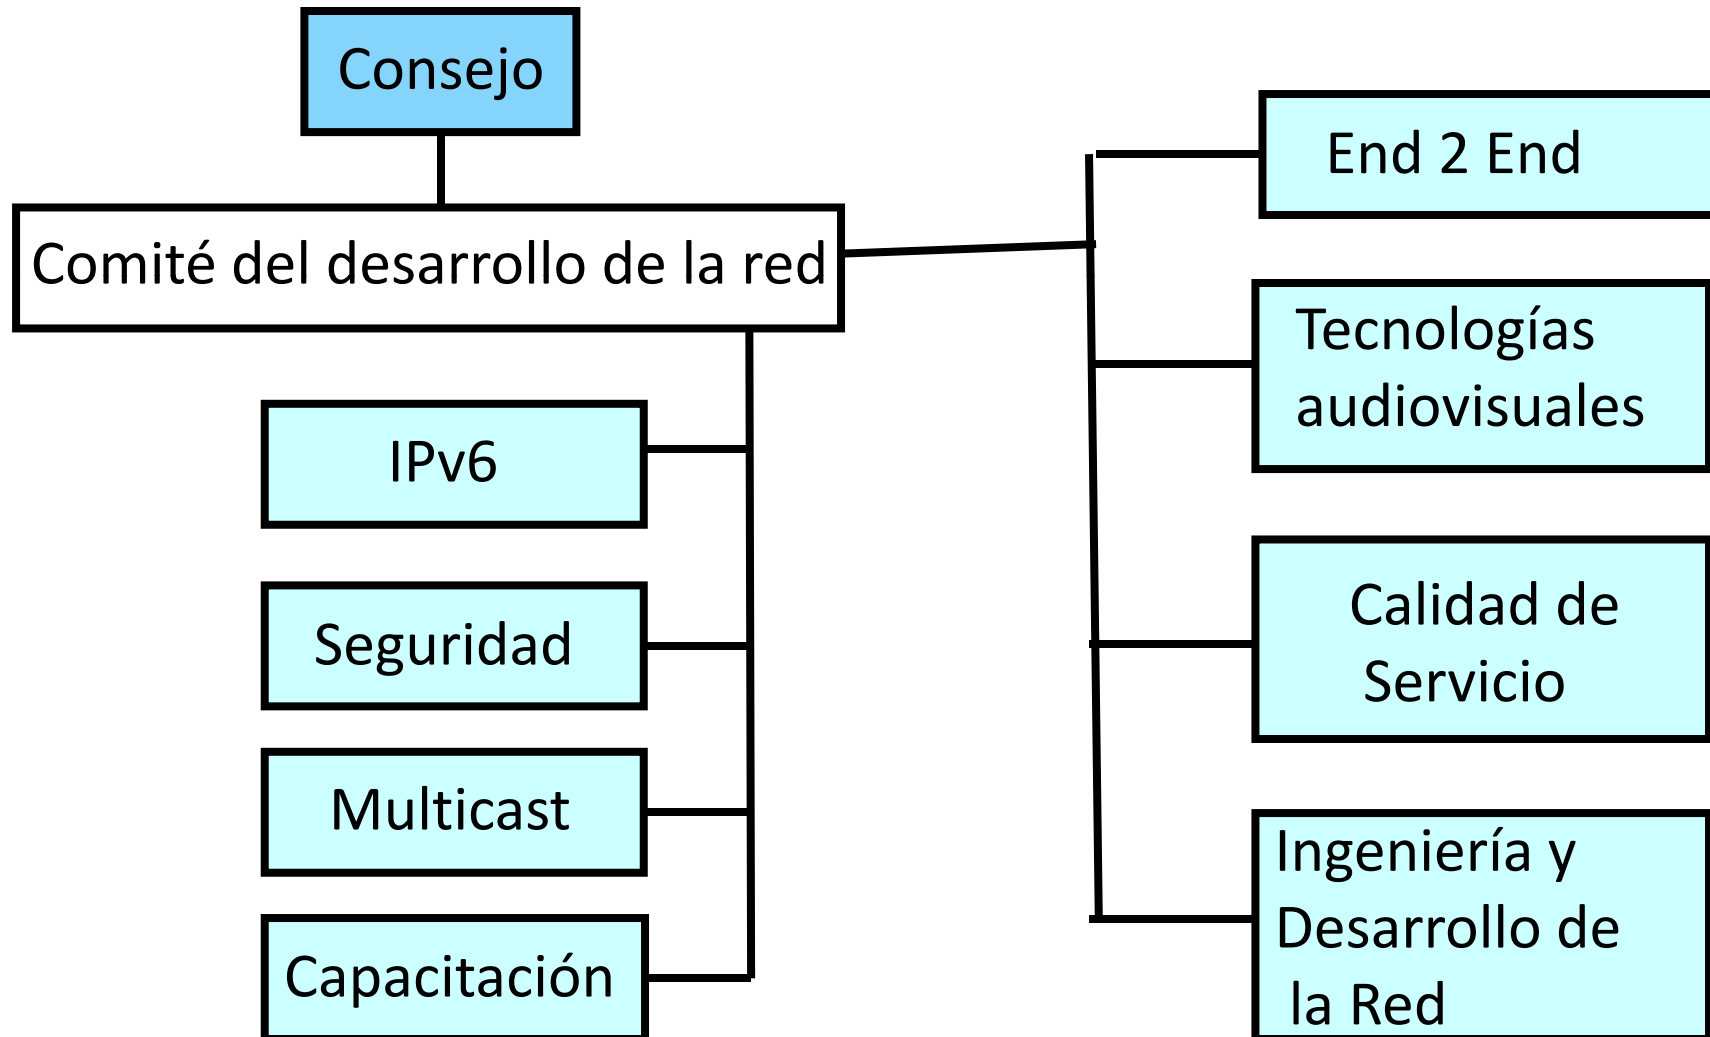 Consejo
Comité del desarrollo de la red
IPv6
Seguridad
Multicast
Capacitación
End 2 End
Tecnologías
audiovisuales
Calidad de
Servicio
Ingeniería y
Desarrollo de
la Red